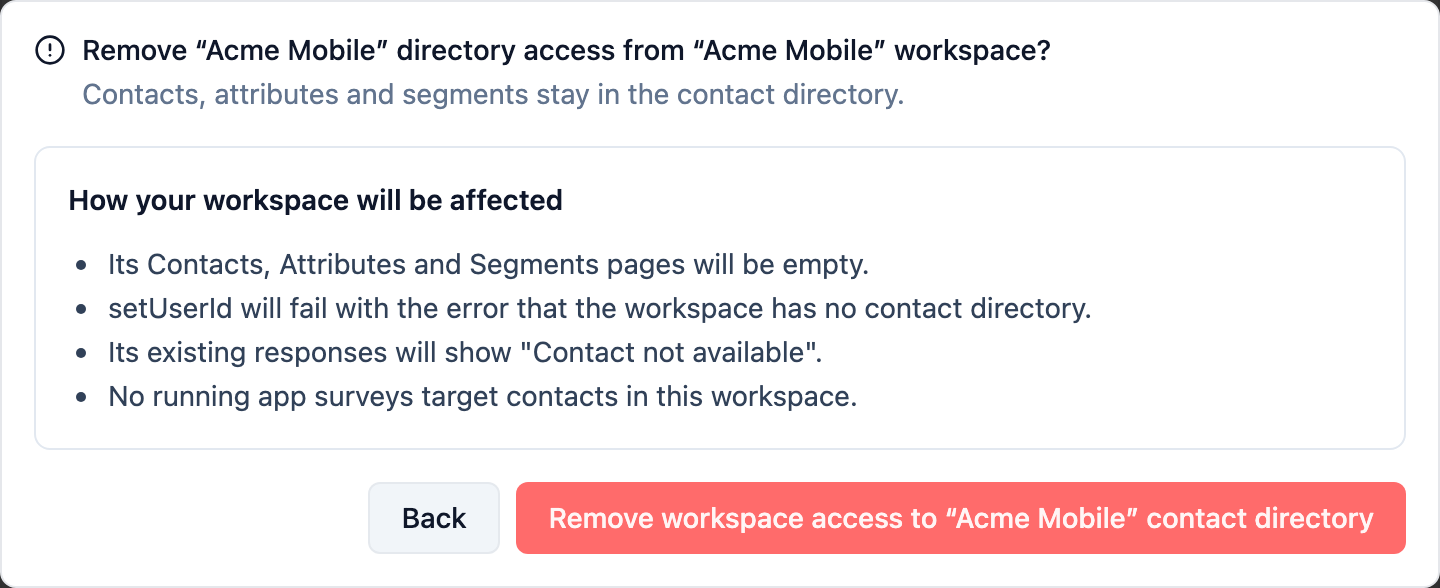 Remove “Acme Mobile” directory access from “Acme Mobile” workspace?
Contacts, attributes and segments stay in the contact directory.
How your workspace will be affected
• Its Contacts, Attributes and Segments pages will be empty.
• setUserId will fail with the error that the workspace has no contact directory.
• Its existing responses will show "Contact not available".
• No running app surveys target contacts in this workspace.
Back
Remove workspace access to “Acme Mobile” contact directory